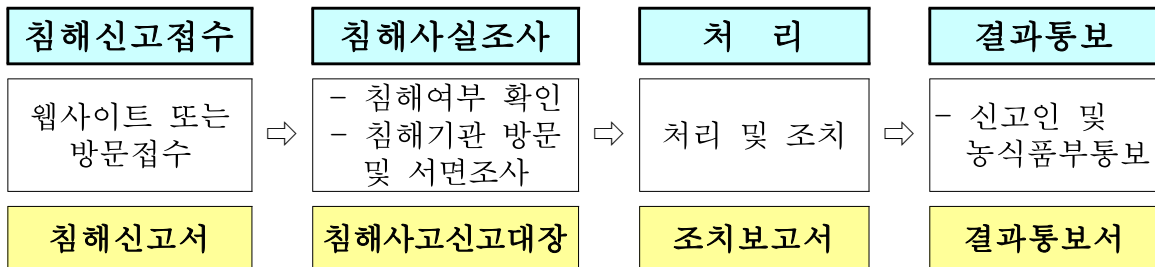 침해신고접수
침해사실조사
처 리
결과통보
웹사이트 또는
방문접수
⇨
- 침해여부 확인
- 침해기관 방문
및 서면조사
⇨
처리 및 조치
⇨
- 신고인 및
농식품부통보
침해신고서
침해사고신고대장
조치보고서
결과통보서